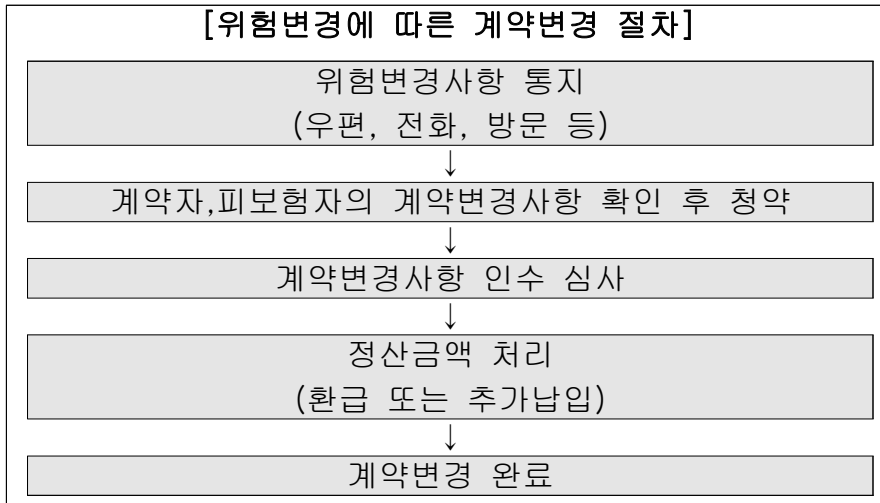 [위험변경에 따른 계약변경 절차]
위험변경사항 통지
(우편, 전화, 방문 등)
↓
계약자,피보험자의 계약변경사항 확인 후 청약
↓
계약변경사항 인수 심사
↓
정산금액 처리
(환급 또는 추가납입)
↓
계약변경 완료